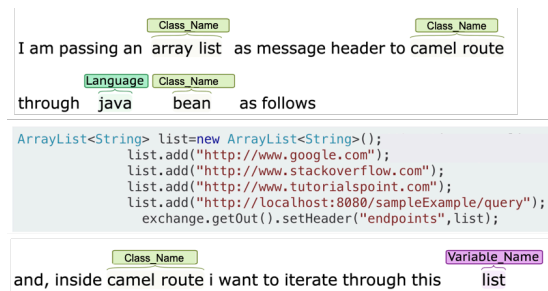 Class_Name Class_Name
I am passing an array list as message header to camel route
Language Class_Name
through java bean as follows
ArrayList<String> list=new ArrayList<String>();
list.add("http://www.google.com");
list.add("http://www.stackoverflow.com");
list.add("http://www.tutorialspoint.com");
list.add("http://localhost:8080/sampleExample/query");
exchange.getOut().setHeader("endpoints",list);
Class_Name Variable_Name
and, inside camel route i want to iterate through this list